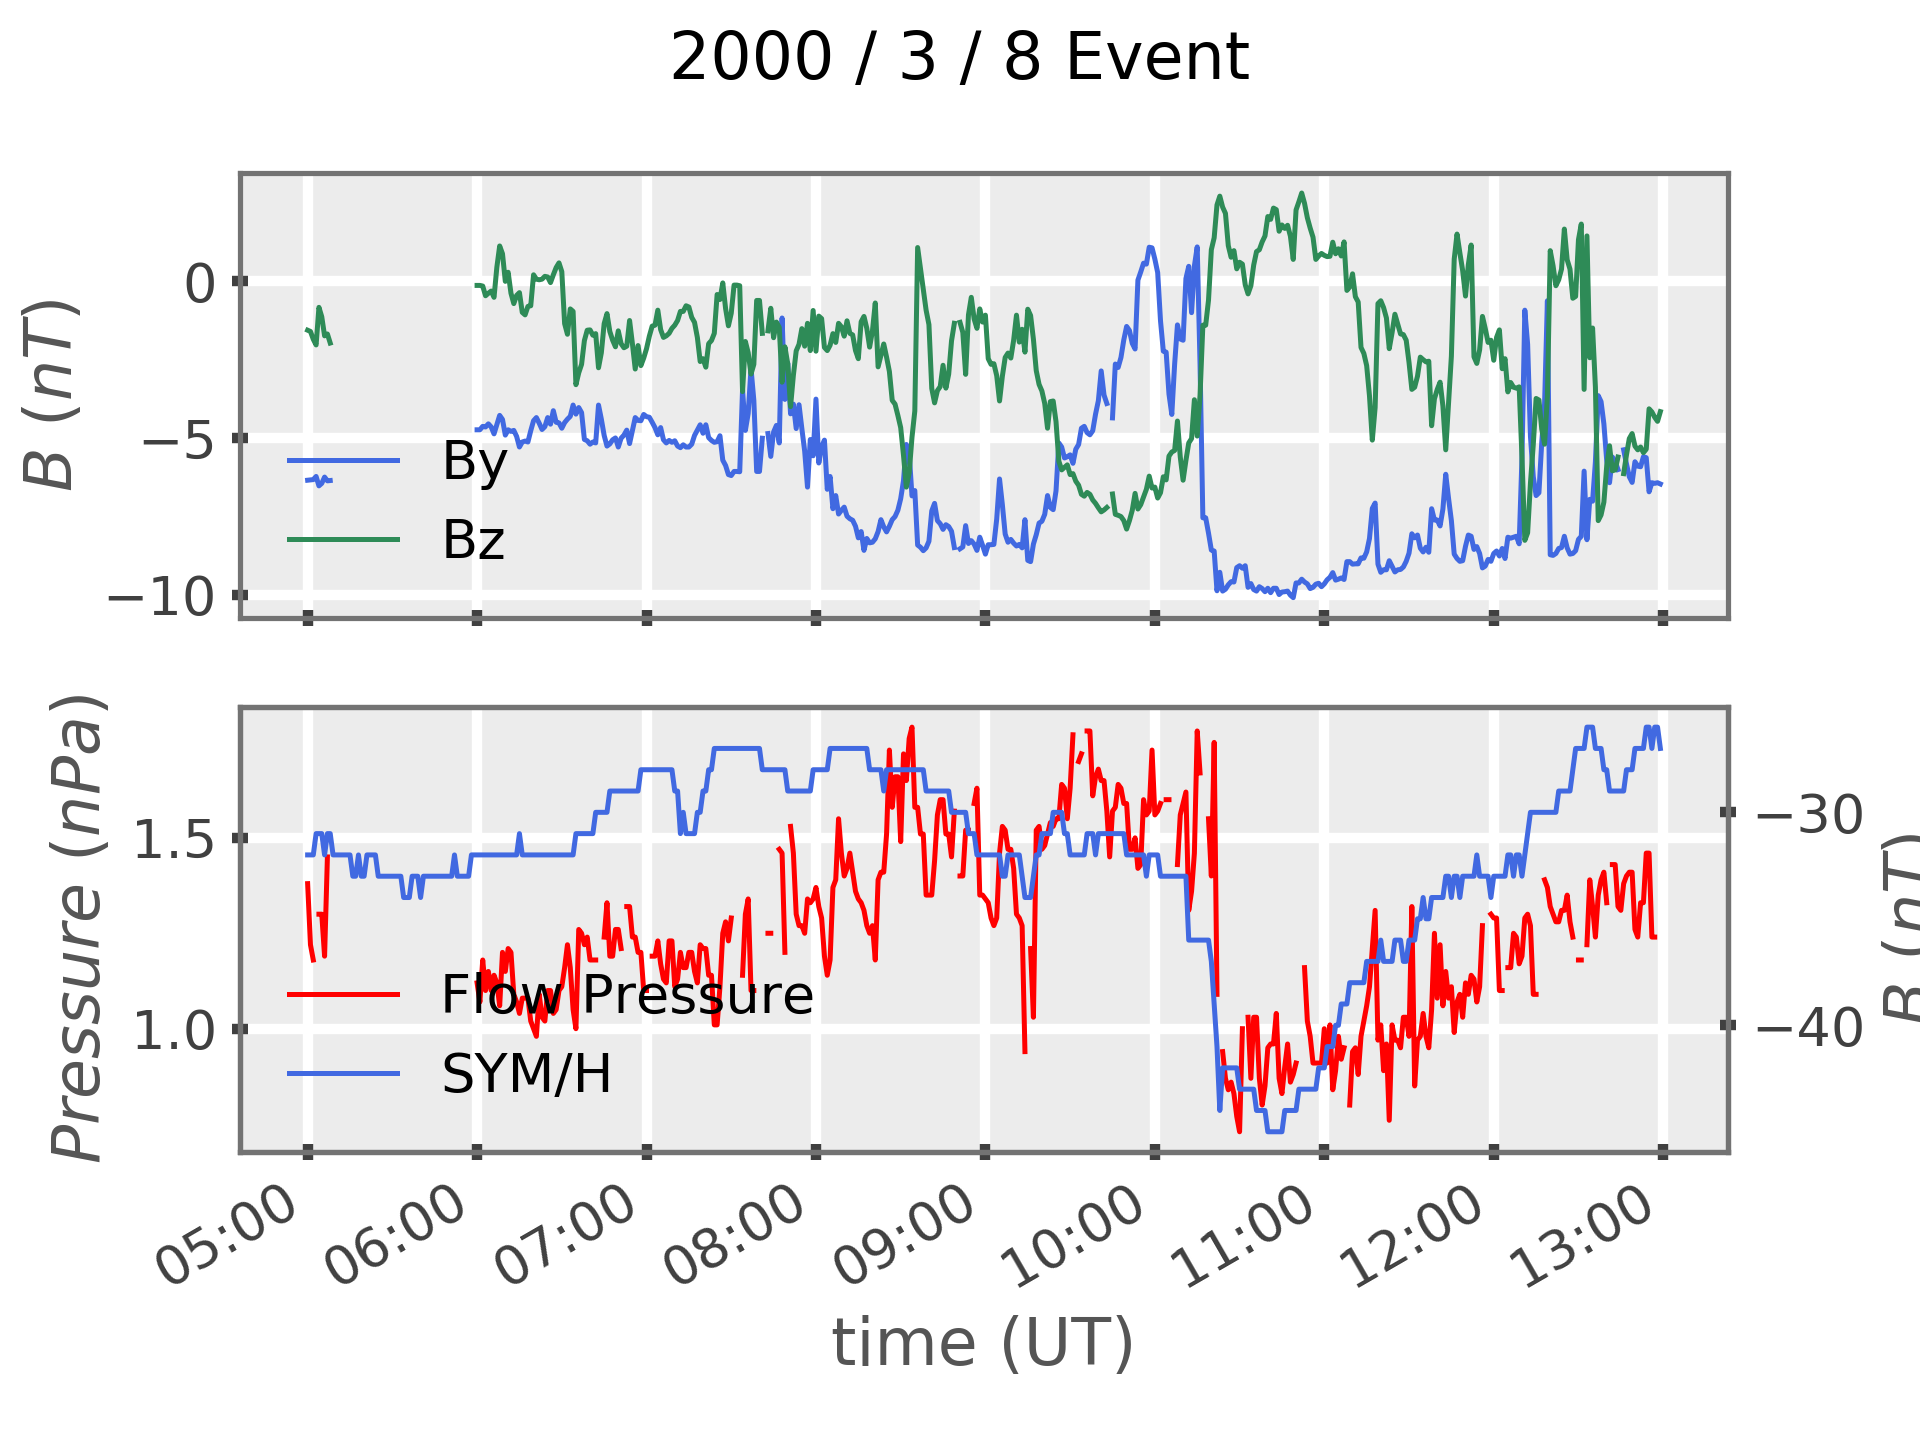 2000 / 3 / 8 Event
B (nT)
0
−5
−10
By
Bz
Pressure (nPa)
1.5
1.0
Flow Pressure
SYM/H
−30
−40
B (nT)
05:00 06:00 07:00 08:00 09:00 10:00 11:00 12:00 13:00
time (UT)